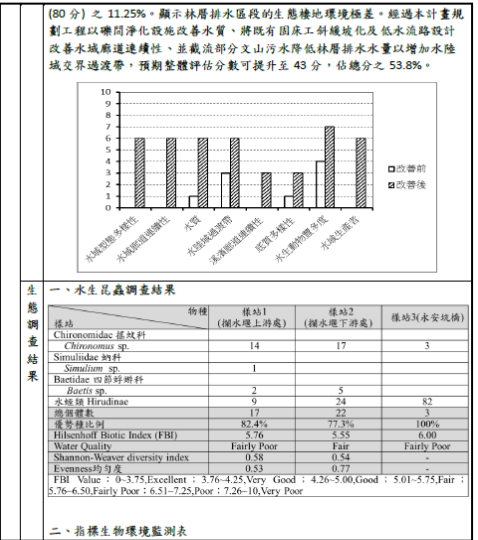 (80 分) 之 11.25%。顯示林厝排水區段的生態棲地環境極差。經過本計畫規
劃工程以礫間淨化設施改善水質、將既有固床工斜緩坡化及低水流路設計
改善水域廊道連續性、並截流部分文山污水降低林厝排水水量以增加水陸
域交界過渡帶，預期整體評估分數可提升至 43 分，佔總分之 53.8%。
10
9
8
7
6
5
4
3
2
1
0
水域型態多樣性
水域廊道連續性
水質
水陸域過渡帶
溪濱廊道連續性
底質多樣性
水生動物豐多度
水域生產者
改善前
改善後
生態調查結果
一、水生昆蟲調查結果
物種
樣站
樣站1
(攔水堰上游處)
樣站2
(攔水堰下游處)
樣站3(永安坑橋)
Chironomidae 搖蚊科
Chironomus sp. 14 17 3
Simuliidae 蚋科
Simulium sp. 1
Baetidae 四節蜉蝣科
Baetis sp. 2 5
水蛭類 Hirudinae 9 24 82
總個體數 17 22 3
優勢種比例 82.4% 77.3% 100%
Hilsenhoff Biotic Index (FBI) 5.76 5.55 6.00
Water Quality Fairly Poor Fair Fairly Poor
Shannon-Weaver diversity index 0.58 0.54 -
Evenness均勻度 0.53 0.77 -
FBI Value：0~3.75,Excellent；3.76~4.25,Very Good；4.26~5.00,Good；5.01~5.75,Fair；
5.76~6.50,Fairly Poor；6.51~7.25,Poor；7.26~10,Very Poor
二、指標生物環境監測表